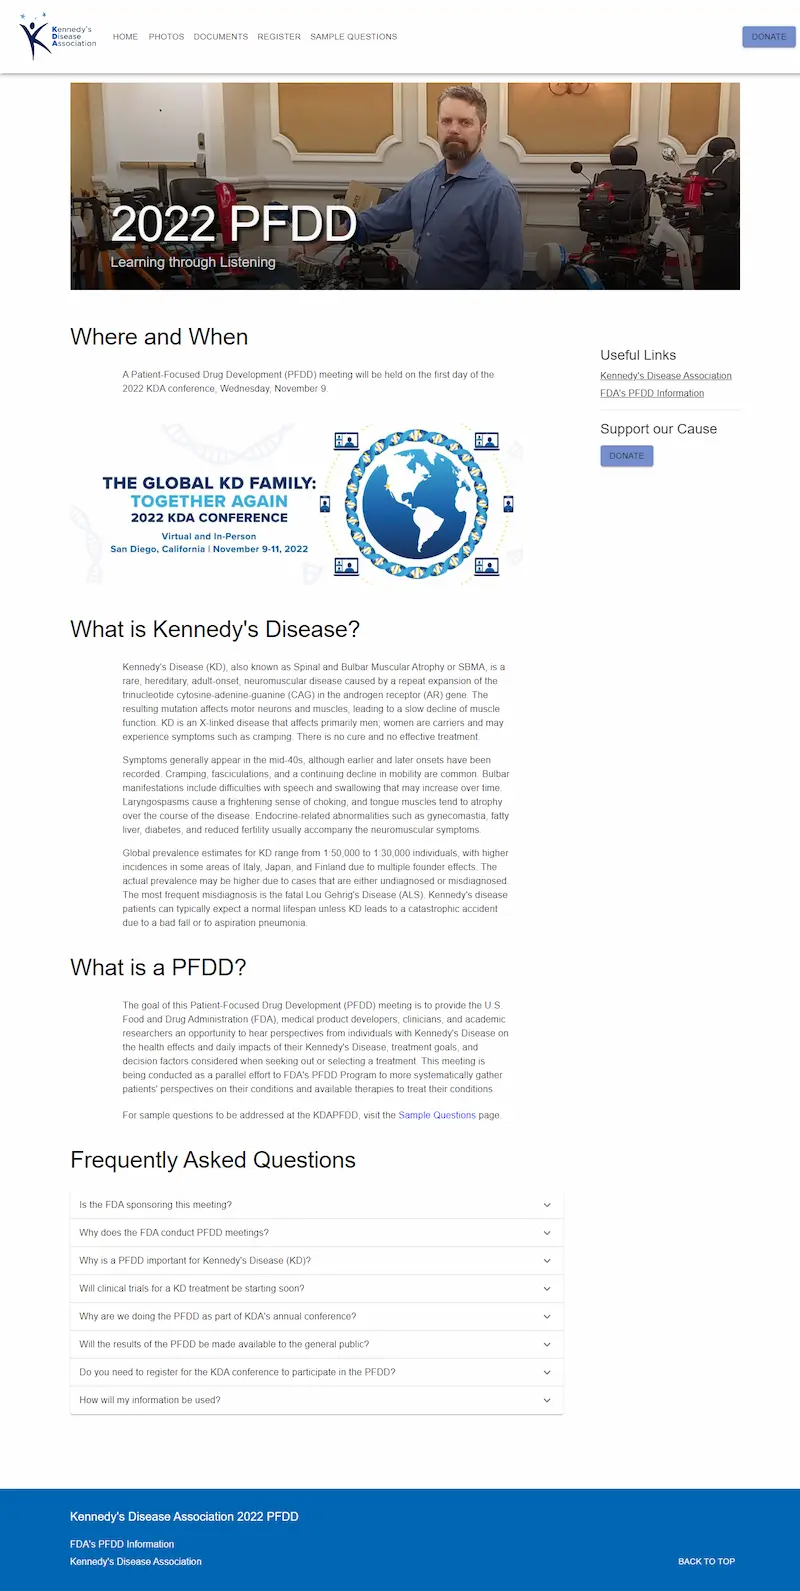 Kennedy's
Disease
Association
HOME PHOTOS DOCUMENTS REGISTER SAMPLE QUESTIONS
DONATE
2022 PFDD
Learning through Listening
Where and When
A Patient-Focused Drug Development (PFDD) meeting will be held on the first day of the
2022 KDA conference, Wednesday, November 9.
THE GLOBAL KD FAMILY:
TOGETHER AGAIN
2022 KDA CONFERENCE
Virtual and In-Person
San Diego, California | November 9-11, 2022
Useful Links
Kennedy's Disease Association
FDA's PFDD Information
Support our Cause
DONATE
What is Kennedy's Disease?
Kennedy's Disease (KD), also known as Spinal and Bulbar Muscular Atrophy or SBMA, is a
rare, hereditary, adult-onset, neuromuscular disease caused by a repeat expansion of the
trinucleotide cytosine-adenine-guanine (CAG) in the androgen receptor (AR) gene. The
resulting mutation affects motor neurons and muscles, leading to a slow decline of muscle
function. KD is an X-linked disease that affects primarily men; women are carriers and may
experience symptoms such as cramping. There is no cure and no effective treatment.
Symptoms generally appear in the mid-40s, although earlier and later onsets have been
recorded. Cramping, fasciculations, and a continuing decline in mobility are common. Bulbar
manifestations include difficulties with speech and swallowing that may increase over time.
Laryngospasms cause a frightening sense of choking, and tongue muscles tend to atrophy
over the course of the disease. Endocrine-related abnormalities such as gynecomastia, fatty
liver, diabetes, and reduced fertility usually accompany the neuromuscular symptoms.
Global prevalence estimates for KD range from 1:50,000 to 1:30,000 individuals, with higher
incidences in some areas of Italy, Japan, and Finland due to multiple founder effects. The
actual prevalence may be higher due to cases that are either undiagnosed or misdiagnosed.
The most frequent misdiagnosis is the fatal Lou Gehrig's Disease (ALS). Kennedy's disease
patients can typically expect a normal lifespan unless KD leads to a catastrophic accident
due to a bad fall or to aspiration pneumonia.
What is a PFDD?
The goal of this Patient-Focused Drug Development (PFDD) meeting is to provide the U.S.
Food and Drug Administration (FDA), medical product developers, clinicians, and academic
researchers an opportunity to hear perspectives from individuals with Kennedy's Disease on
the health effects and daily impacts of their Kennedy's Disease, treatment goals, and
decision factors considered when seeking out or selecting a treatment. This meeting is
being conducted as a parallel effort to FDA's PFDD Program to more systematically gather
patients' perspectives on their conditions and available therapies to treat their conditions.
For sample questions to be addressed at the KDAPFDD, visit the Sample Questions page.
Frequently Asked Questions
Is the FDA sponsoring this meeting?
Why does the FDA conduct PFDD meetings?
Why is a PFDD important for Kennedy's Disease (KD)?
Will clinical trials for a KD treatment be starting soon?
Why are we doing the PFDD as part of KDA's annual conference?
Will the results of the PFDD be made available to the general public?
Do you need to register for the KDA conference to participate in the PFDD?
How will my information be used?
Kennedy's Disease Association 2022 PFDD
FDA's PFDD Information
Kennedy's Disease Association
BACK TO TOP